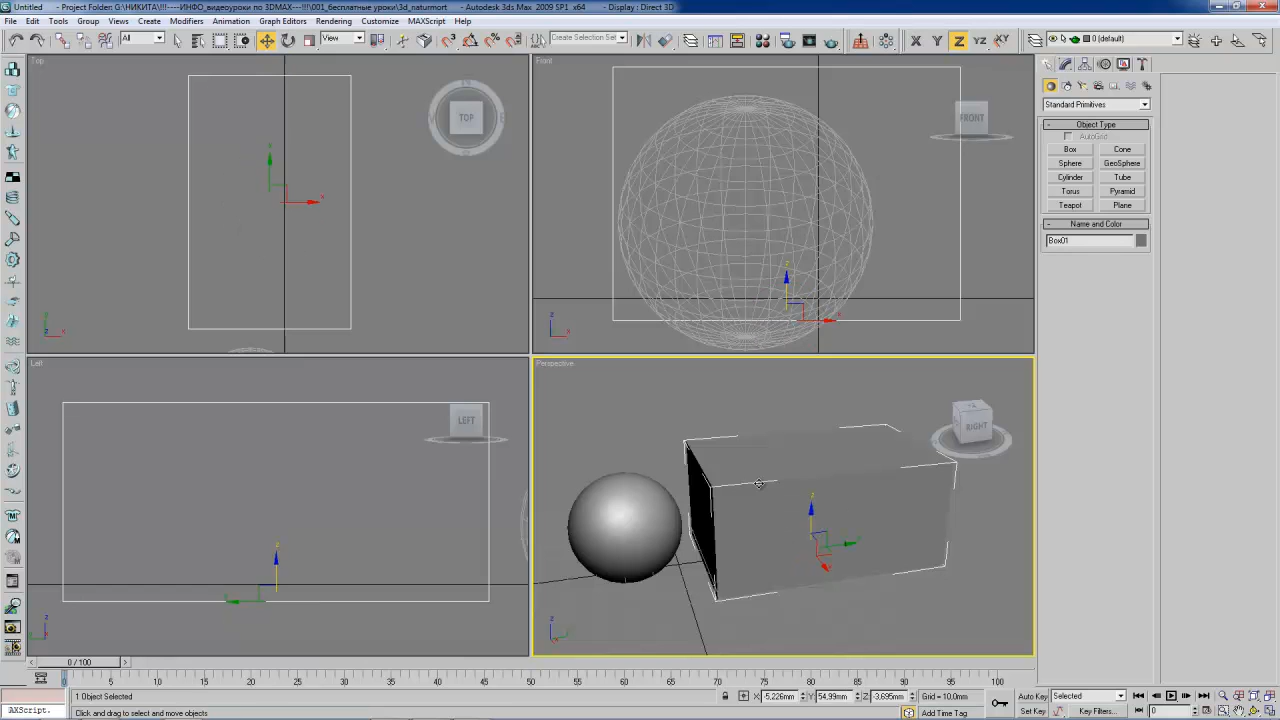 Untitled - Project Folder: G:\НИКИТА\!!!----ИНФО_видеоуроки по 3DMAX---!!!\001_бесплатные уроки\3d_naturmort - Autodesk 3ds Max 2009 SP1 x64 - Display : Direct 3D
File Edit Tools Group Views Create Modifiers Animation Graph Editors Rendering Customize MAXScript Help
All View Create Selection Set X Y Z YZ XY 0 (default)
Top Front
TOP FRONT
Standard Primitives
- Object Type
AutoGrid
Box Cone
Sphere GeoSphere
Cylinder Tube
Torus Pyramid
Teapot Plane
- Name and Color
Box01
Left Perspective
LEFT RIGHT
0 / 100
5 10 15 20 25 30 35 40 45 50 55 60 65 70 75 80 85 90 95 100
1 Object Selected X: -5,226mm Y: 54,99mm Z: -3,695mm Grid = 10,0mm Auto Key Selected
AXScript. Click and drag to select and move objects Add Time Tag Set Key Key Filters... 0